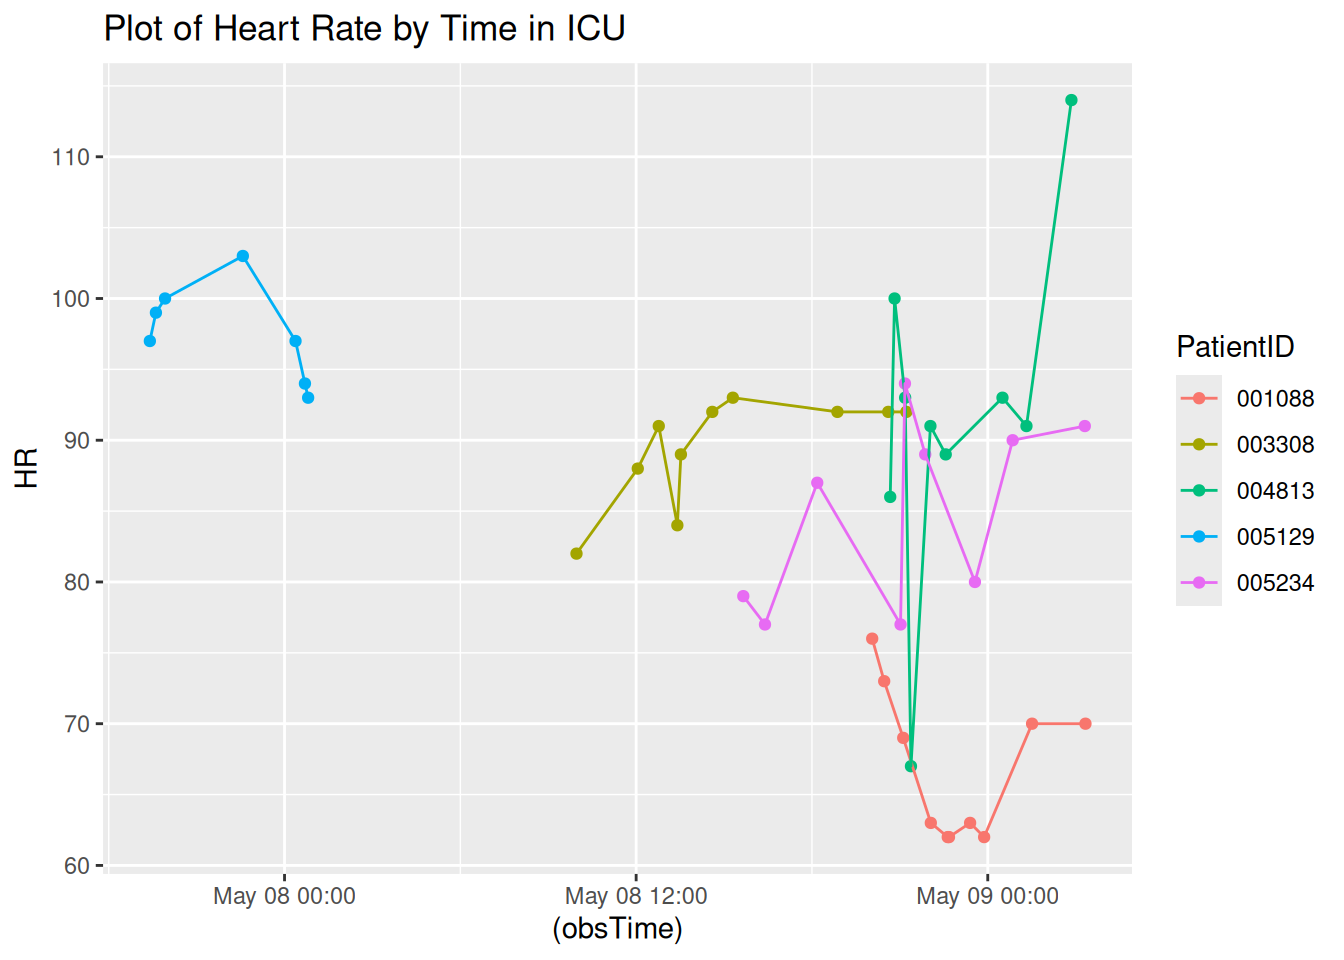 Plot of Heart Rate by Time in ICU
HR
110
100
90
80
70
60
May 08 00:00
May 08 12:00
May 09 00:00
(obsTime)
PatientID
001088
003308
004813
005129
005234